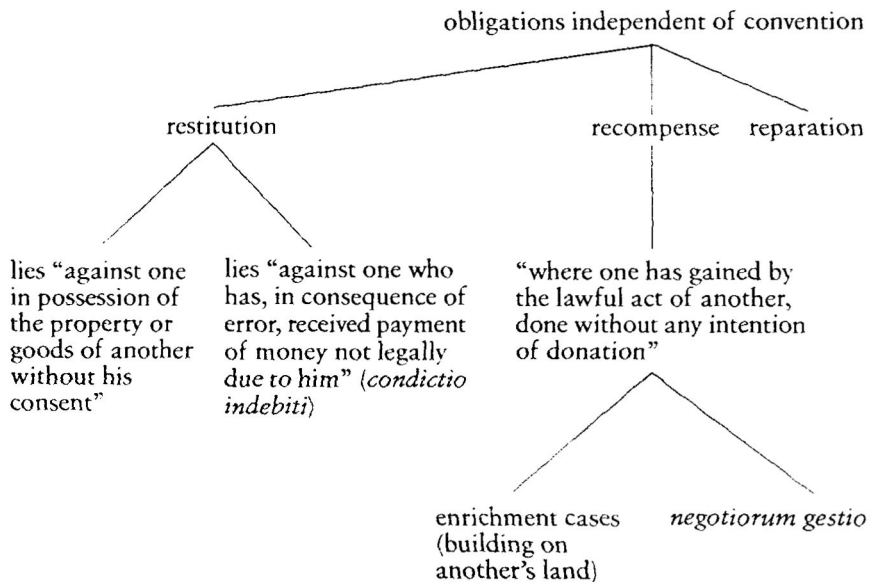 obligations independent of convention
restitution
recompense
reparation
lies “against one
in possession of
the property or
goods of another
without his
consent”
lies “against one who
has, in consequence of
error, received payment
of money not legally
due to him” (condictio
indebiti)
“where one has gained by
the lawful act of another,
done without any intention
of donation”
enrichment cases
(building on
another’s land)
negotiorum gestio